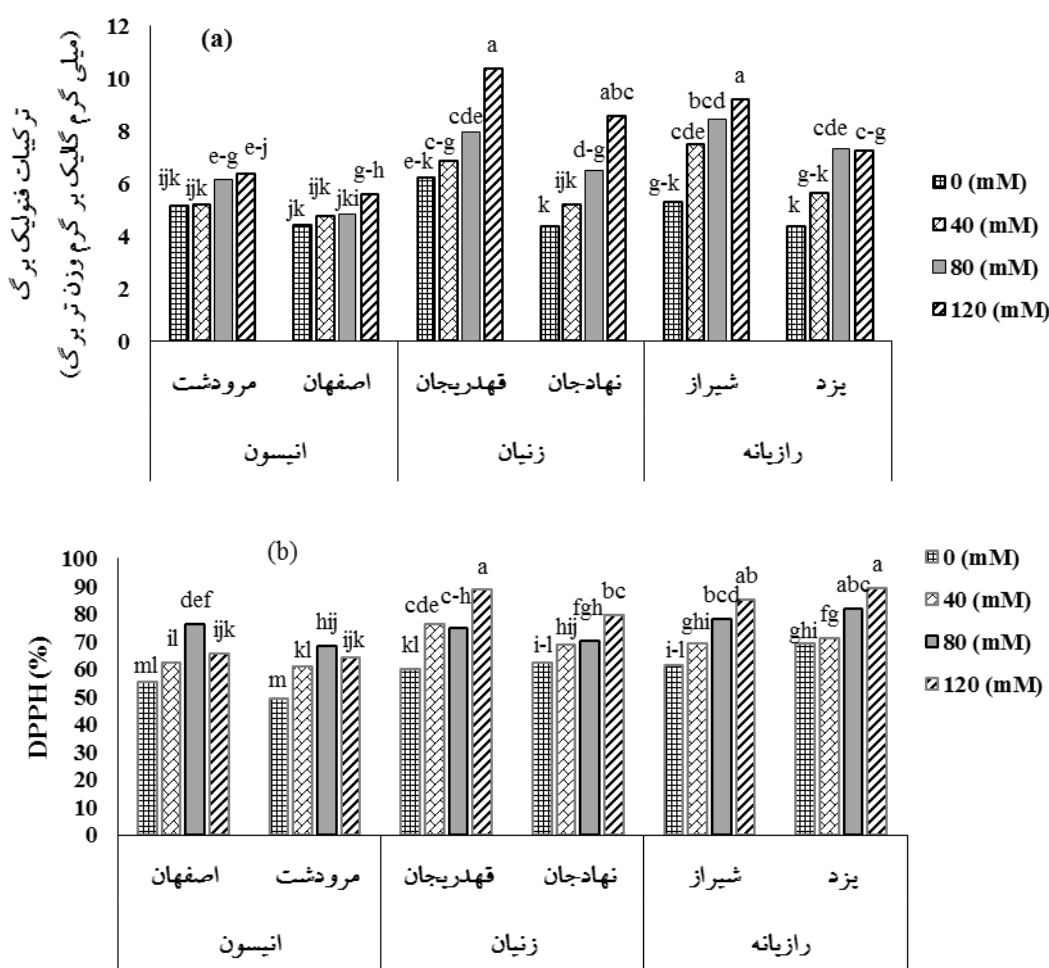 (a)
ترکیبات فنولیک برگ
(میلی گرم گالیک بر گرم وزن تر برگ)
12
10
8
6
4
2
0
ijk ijk e-g e-j
jk ijk jki g-h
e-k c-g cde a
k ijk d-g abc
g-k cde bcd a
k g-k cde c-g
مرودشت اصفهان قهدریجان نهادجان شیراز یزد
انیسون زنیان رازیانه
0 (mM)
40 (mM)
80 (mM)
120 (mM)
(b)
DPPH (%)
100
90
80
70
60
50
40
30
20
10
0
ml il def ijk
m kl hij ijk
kl cde c-h a
i-l hij fgh bc
i-l ghi bcd ab
ghi fg abc a
اصفهان مرودشت قهدریجان نهادجان شیراز یزد
انیسون زنیان رازیانه
0 (mM)
40 (mM)
80 (mM)
120 (mM)